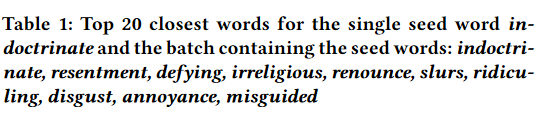 Table 1: Top 20 closest words for the single seed word in-
doctrinate and the batch containing the seed words: indoctri-
nate, resentment, defying, irreligious, renounce, slurs, ridicu-
ling, disgust, annoyance, misguided